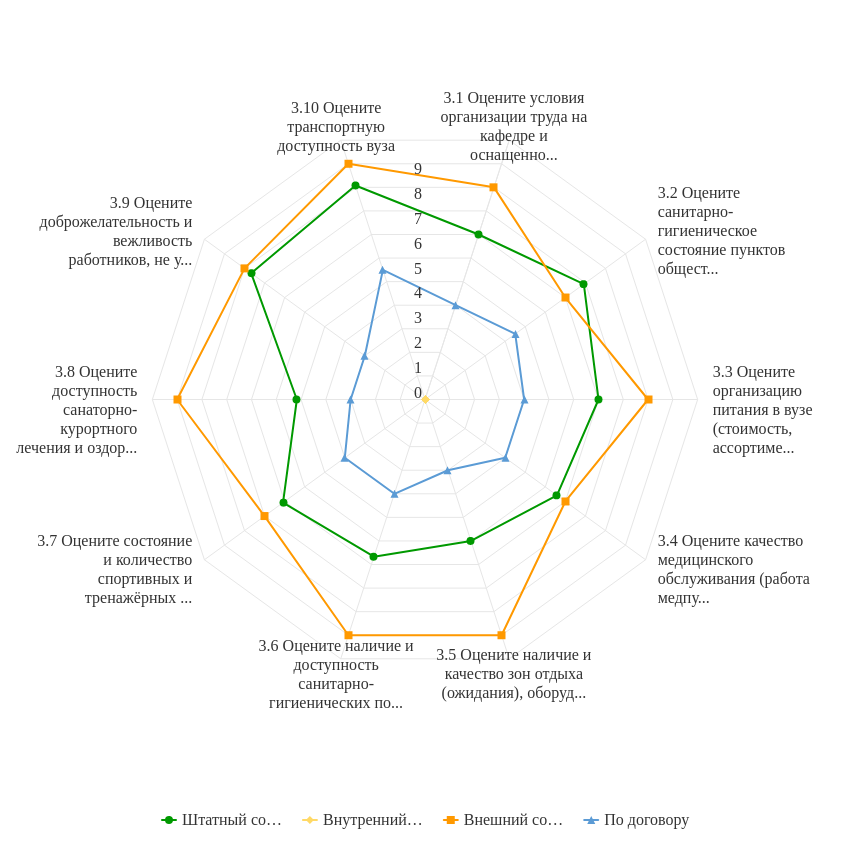 3.10 Оцените
транспортную
доступность вуза
3.1 Оцените условия
организации труда на
кафедре и
оснащенно...
3.2 Оцените
санитарно-
гигиеническое
состояние пунктов
общест...
3.3 Оцените
организацию
питания в вузе
(стоимость,
ассортиме...
3.4 Оцените качество
медицинского
обслуживания (работа
медпу...
3.5 Оцените наличие и
качество зон отдыха
(ожидания), оборуд...
3.6 Оцените наличие и
доступность
санитарно-
гигиенических по...
3.7 Оцените состояние
и количество
спортивных и
тренажёрных ...
3.8 Оцените
доступность
санаторно-
курортного
лечения и оздор...
3.9 Оцените
доброжелательность и
вежливость
работников, не у...
9
8
7
6
5
4
3
2
1
0
Штатный со…
Внутренний…
Внешний со…
По договору